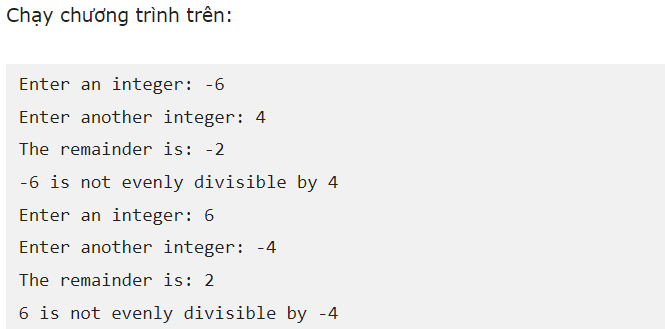 Chạy chương trình trên:
Enter an integer: -6
Enter another integer: 4
The remainder is: -2
-6 is not evenly divisible by 4
Enter an integer: 6
Enter another integer: -4
The remainder is: 2
6 is not evenly divisible by -4